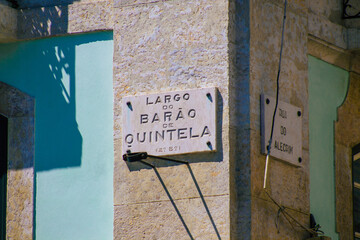 LARGO
DO
BARÃO
DE
QUINTELA
RUA
DO
ALECRIM